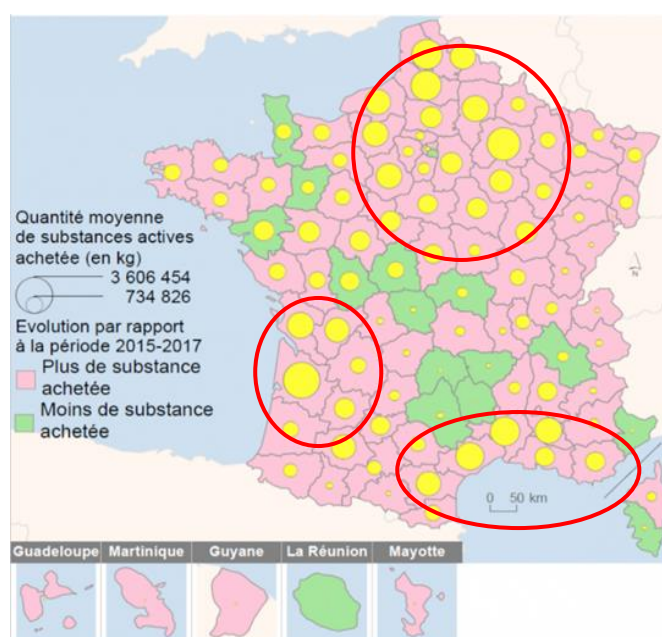 Quantité moyenne
de substances actives
achetée (en kg)
3 606 454
734 826
Evolution par rapport
à la période 2015-2017
Plus de substance
achetée
Moins de substance
achetée
N
0 50 km
Guadeloupe Martinique Guyane La Réunion Mayotte